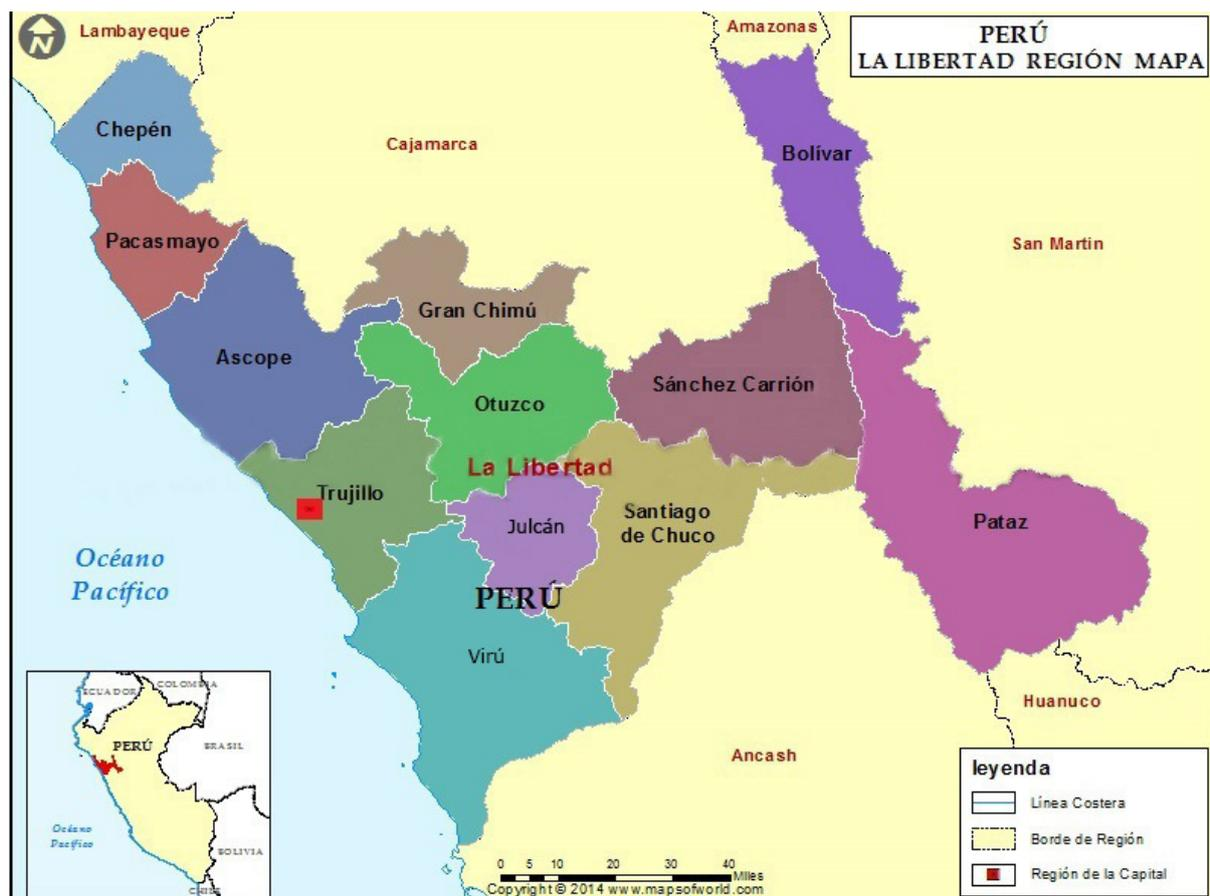 PERÚ
LA LIBERTAD REGIÓN MAPA
N
Lambayeque
Amazonas
Chepén
Cajamarca
Bolívar
Pacasmayo
San Martin
Gran Chimú
Ascope
Sánchez Carrión
Otuzco
La Libertad
Trujillo
Santiago
de Chuco
Julcán
Pataz
Océano
Pacífico
PERÚ
Virú
Huanuco
Ancash
ECUADOR
COLOMBIA
PERÚ
BRASIL
Océano
Pacífico
BOLIVIA
CHILE
leyenda
Línea Costera
Borde de Región
Región de la Capital
0 5 10 20 30 40
Miles
Copyright © 2014 www.mapsofworld.com